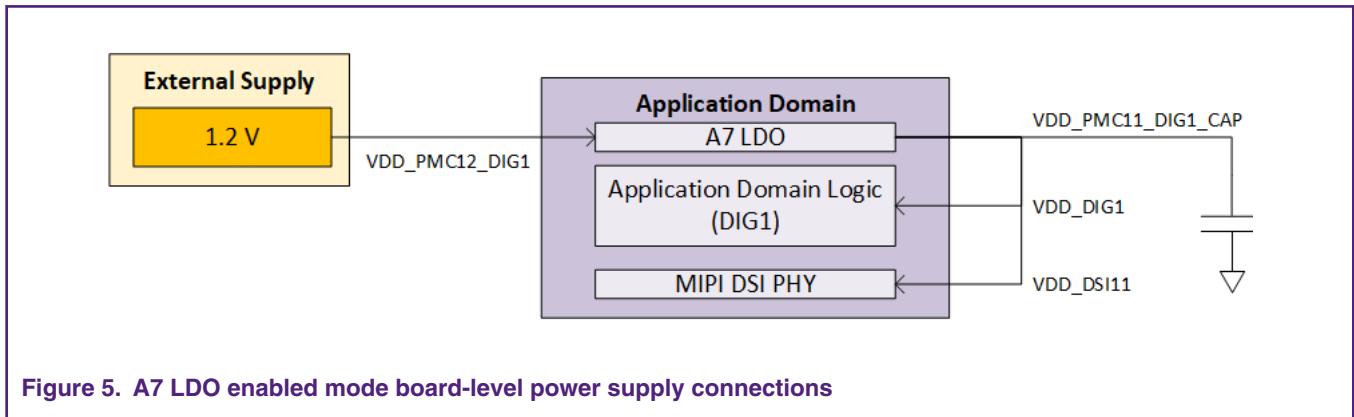 External Supply
1.2 V
VDD_PMC12_DIG1
Application Domain
A7 LDO
Application Domain Logic
(DIG1)
MIPI DSI PHY
VDD_PMC11_DIG1_CAP
VDD_DIG1
VDD_DSI11
Figure 5. A7 LDO enabled mode board-level power supply connections